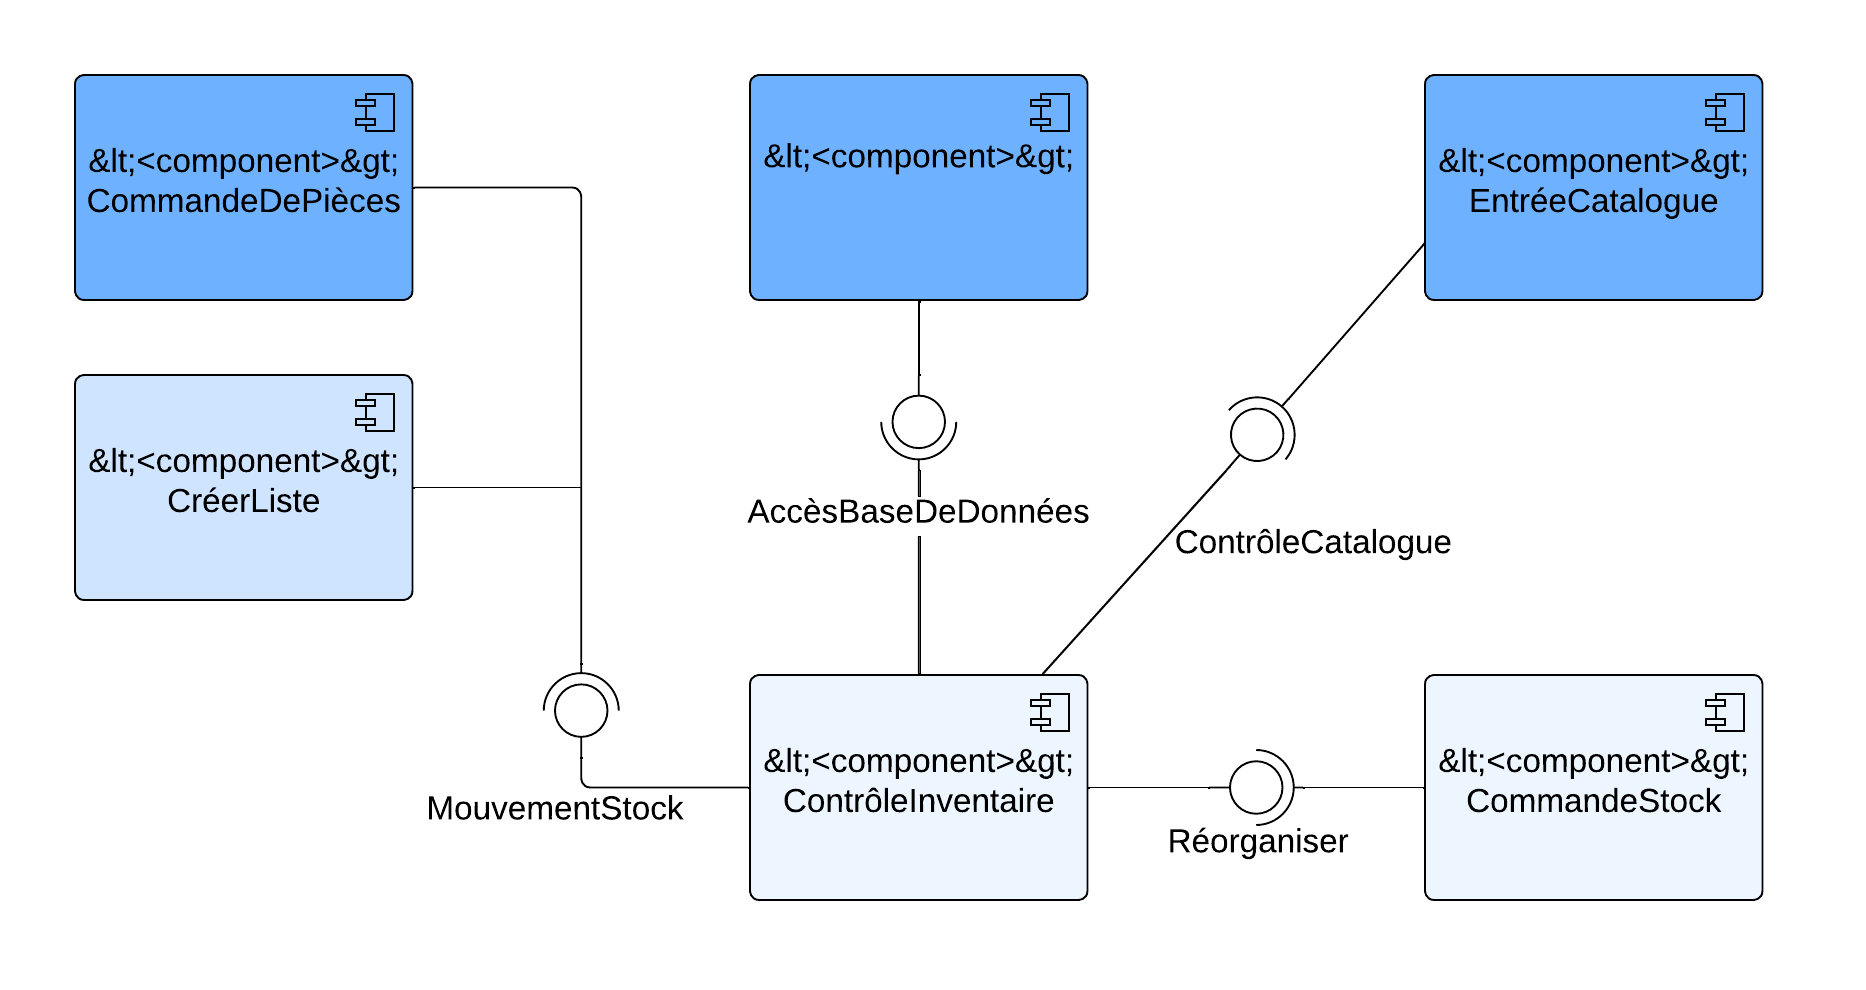 &lt;<component>&gt;
CommandeDePièces
&lt;<component>&gt;
&lt;<component>&gt;
EntréeCatalogue
&lt;<component>&gt;
CréerListe
AccèsBaseDeDonnées
ContrôleCatalogue
MouvementStock
&lt;<component>&gt;
ContrôleInventaire
Réorganiser
&lt;<component>&gt;
CommandeStock